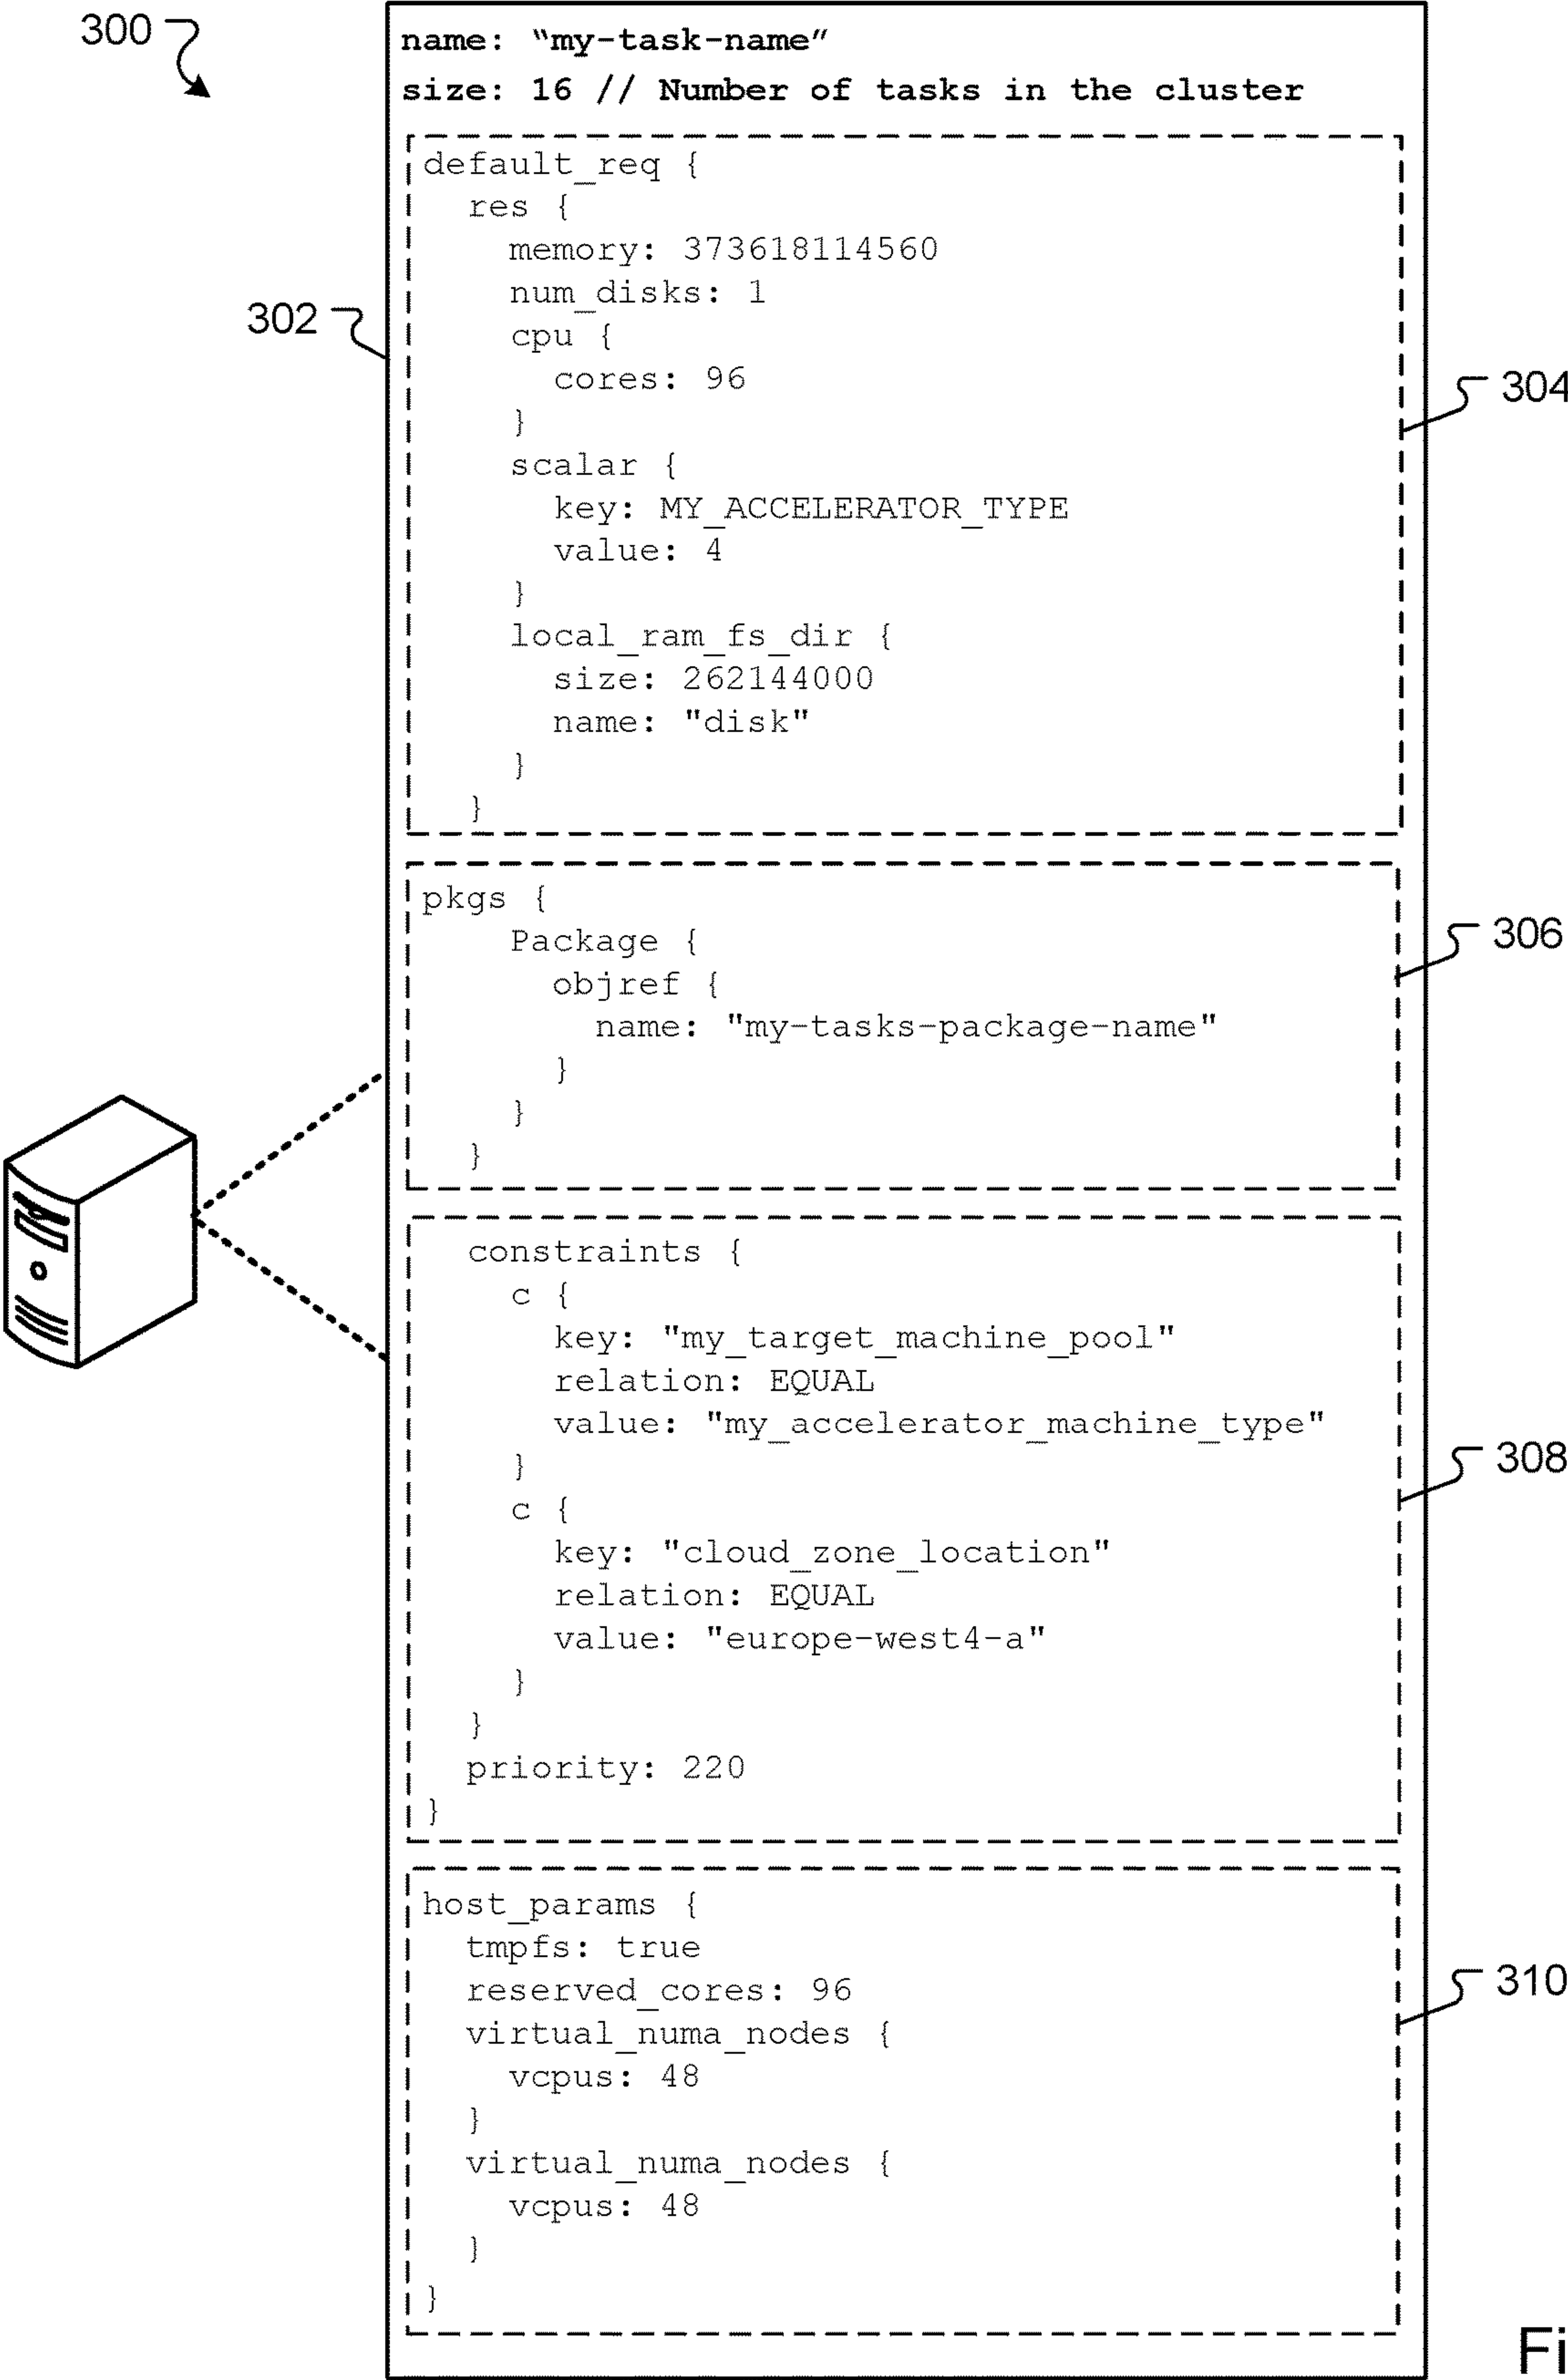 300
name: “my-task-name”
size: 16 // Number of tasks in the cluster
default_req {
res {
memory: 373618114560
num_disks: 1
302
cpu {
cores: 96
304
}
scalar {
key: MY_ACCELERATOR_TYPE
value: 4
}
local_ram_fs_dir {
size: 262144000
name: "disk"
}
}
pkgs {
306
Package {
objref {
name: "my-tasks-package-name"
}
}
}
constraints {
c {
key: "my_target_machine_pool"
relation: EQUAL
value: "my_accelerator_machine_type"
308
}
c {
key: "cloud_zone_location"
relation: EQUAL
value: "europe-west4-a"
}
}
priority: 220
}
host_params {
tmpfs: true
310
reserved_cores: 96
virtual_numa_nodes {
vcpus: 48
}
virtual_numa_nodes {
vcpus: 48
}
}
Fi